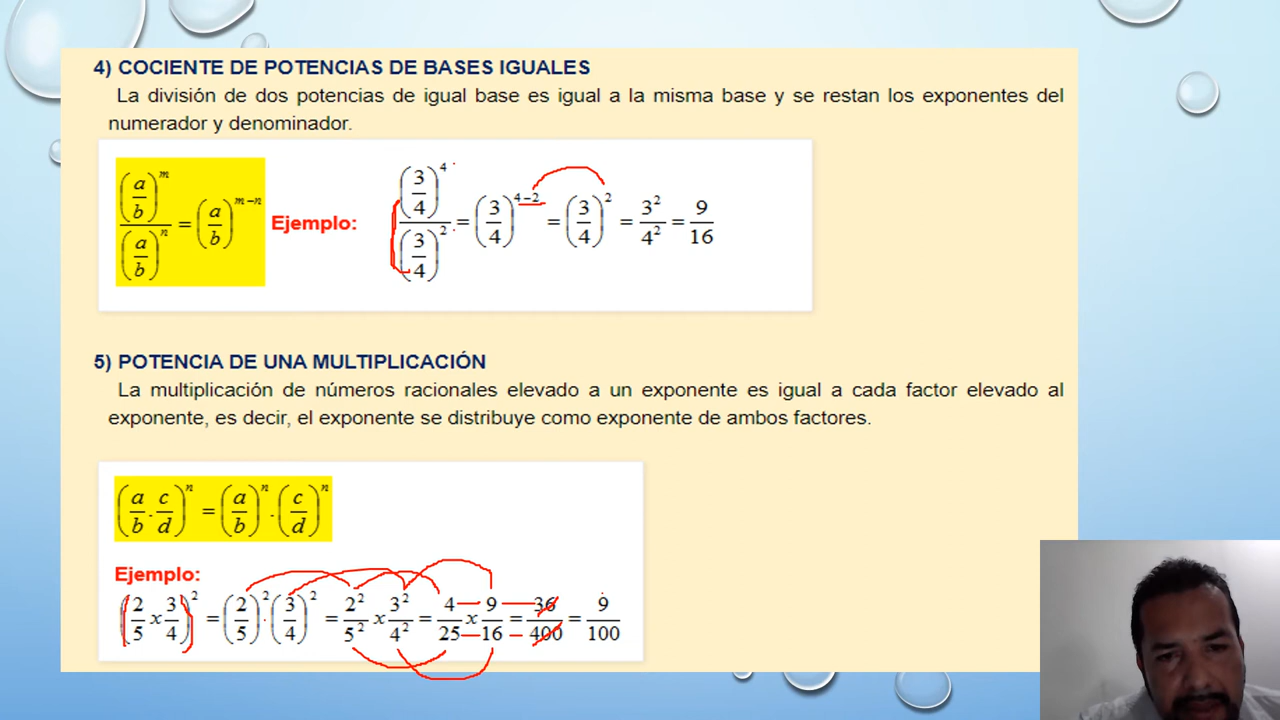 4) COCIENTE DE POTENCIAS DE BASES IGUALES
La división de dos potencias de igual base es igual a la misma base y se restan los exponentes del
numerador y denominador.
(a/b)^m / (a/b)^n = (a/b)^(m−n)
Ejemplo: (3/4)^4 / (3/4)^2 = (3/4)^(4−2) = (3/4)^2 = 3^2/4^2 = 9/16
5) POTENCIA DE UNA MULTIPLICACIÓN
La multiplicación de números racionales elevado a un exponente es igual a cada factor elevado al
exponente, es decir, el exponente se distribuye como exponente de ambos factores.
(a/b . c/d)^n = (a/b)^n . (c/d)^n
Ejemplo:
(2/5 x 3/4)^2 = (2/5)^2 . (3/4)^2 = 2^2/5^2 x 3^2/4^2 = 4/25 x 9/16 = 36/400 = 9/100